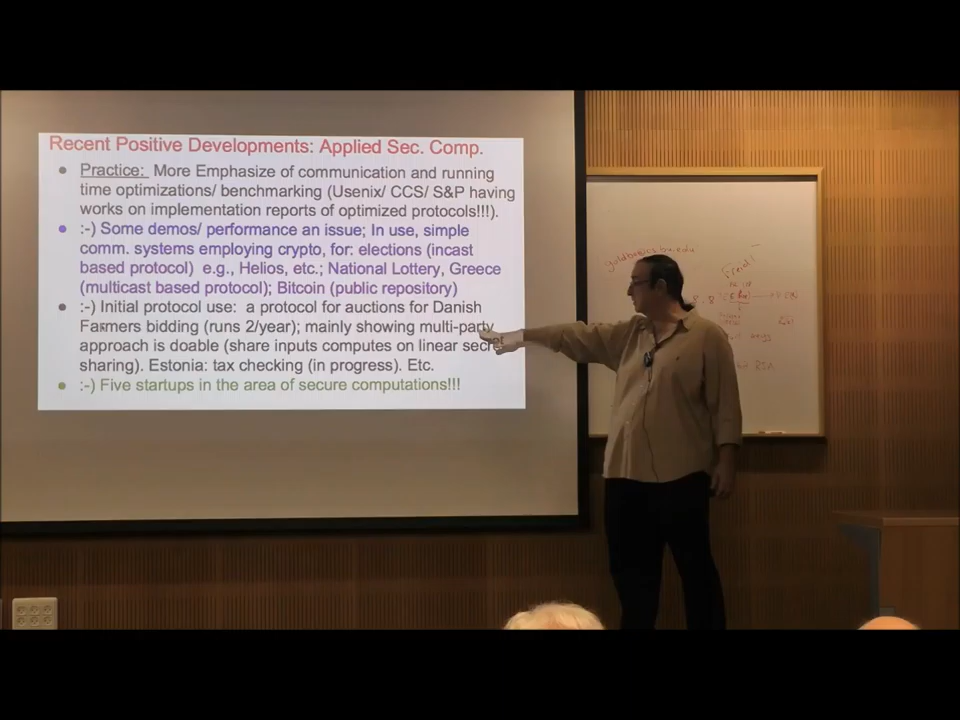 Recent Positive Developments: Applied Sec. Comp.
• Practice: More Emphasize of communication and running
time optimizations/ benchmarking (Usenix/ CCS/ S&P having
works on implementation reports of optimized protocols!!!).
• :-) Some demos/ performance an issue; In use, simple
comm. systems employing crypto, for: elections (incast
based protocol) e.g., Helios, etc.; National Lottery, Greece
(multicast based protocol); Bitcoin (public repository)
• :-) Initial protocol use: a protocol for auctions for Danish
Farmers bidding (runs 2/year); mainly showing multi-party
approach is doable (share inputs computes on linear secret
sharing). Estonia: tax checking (in progress). Etc.
• :-) Five startups in the area of secure computations!!!
RSA